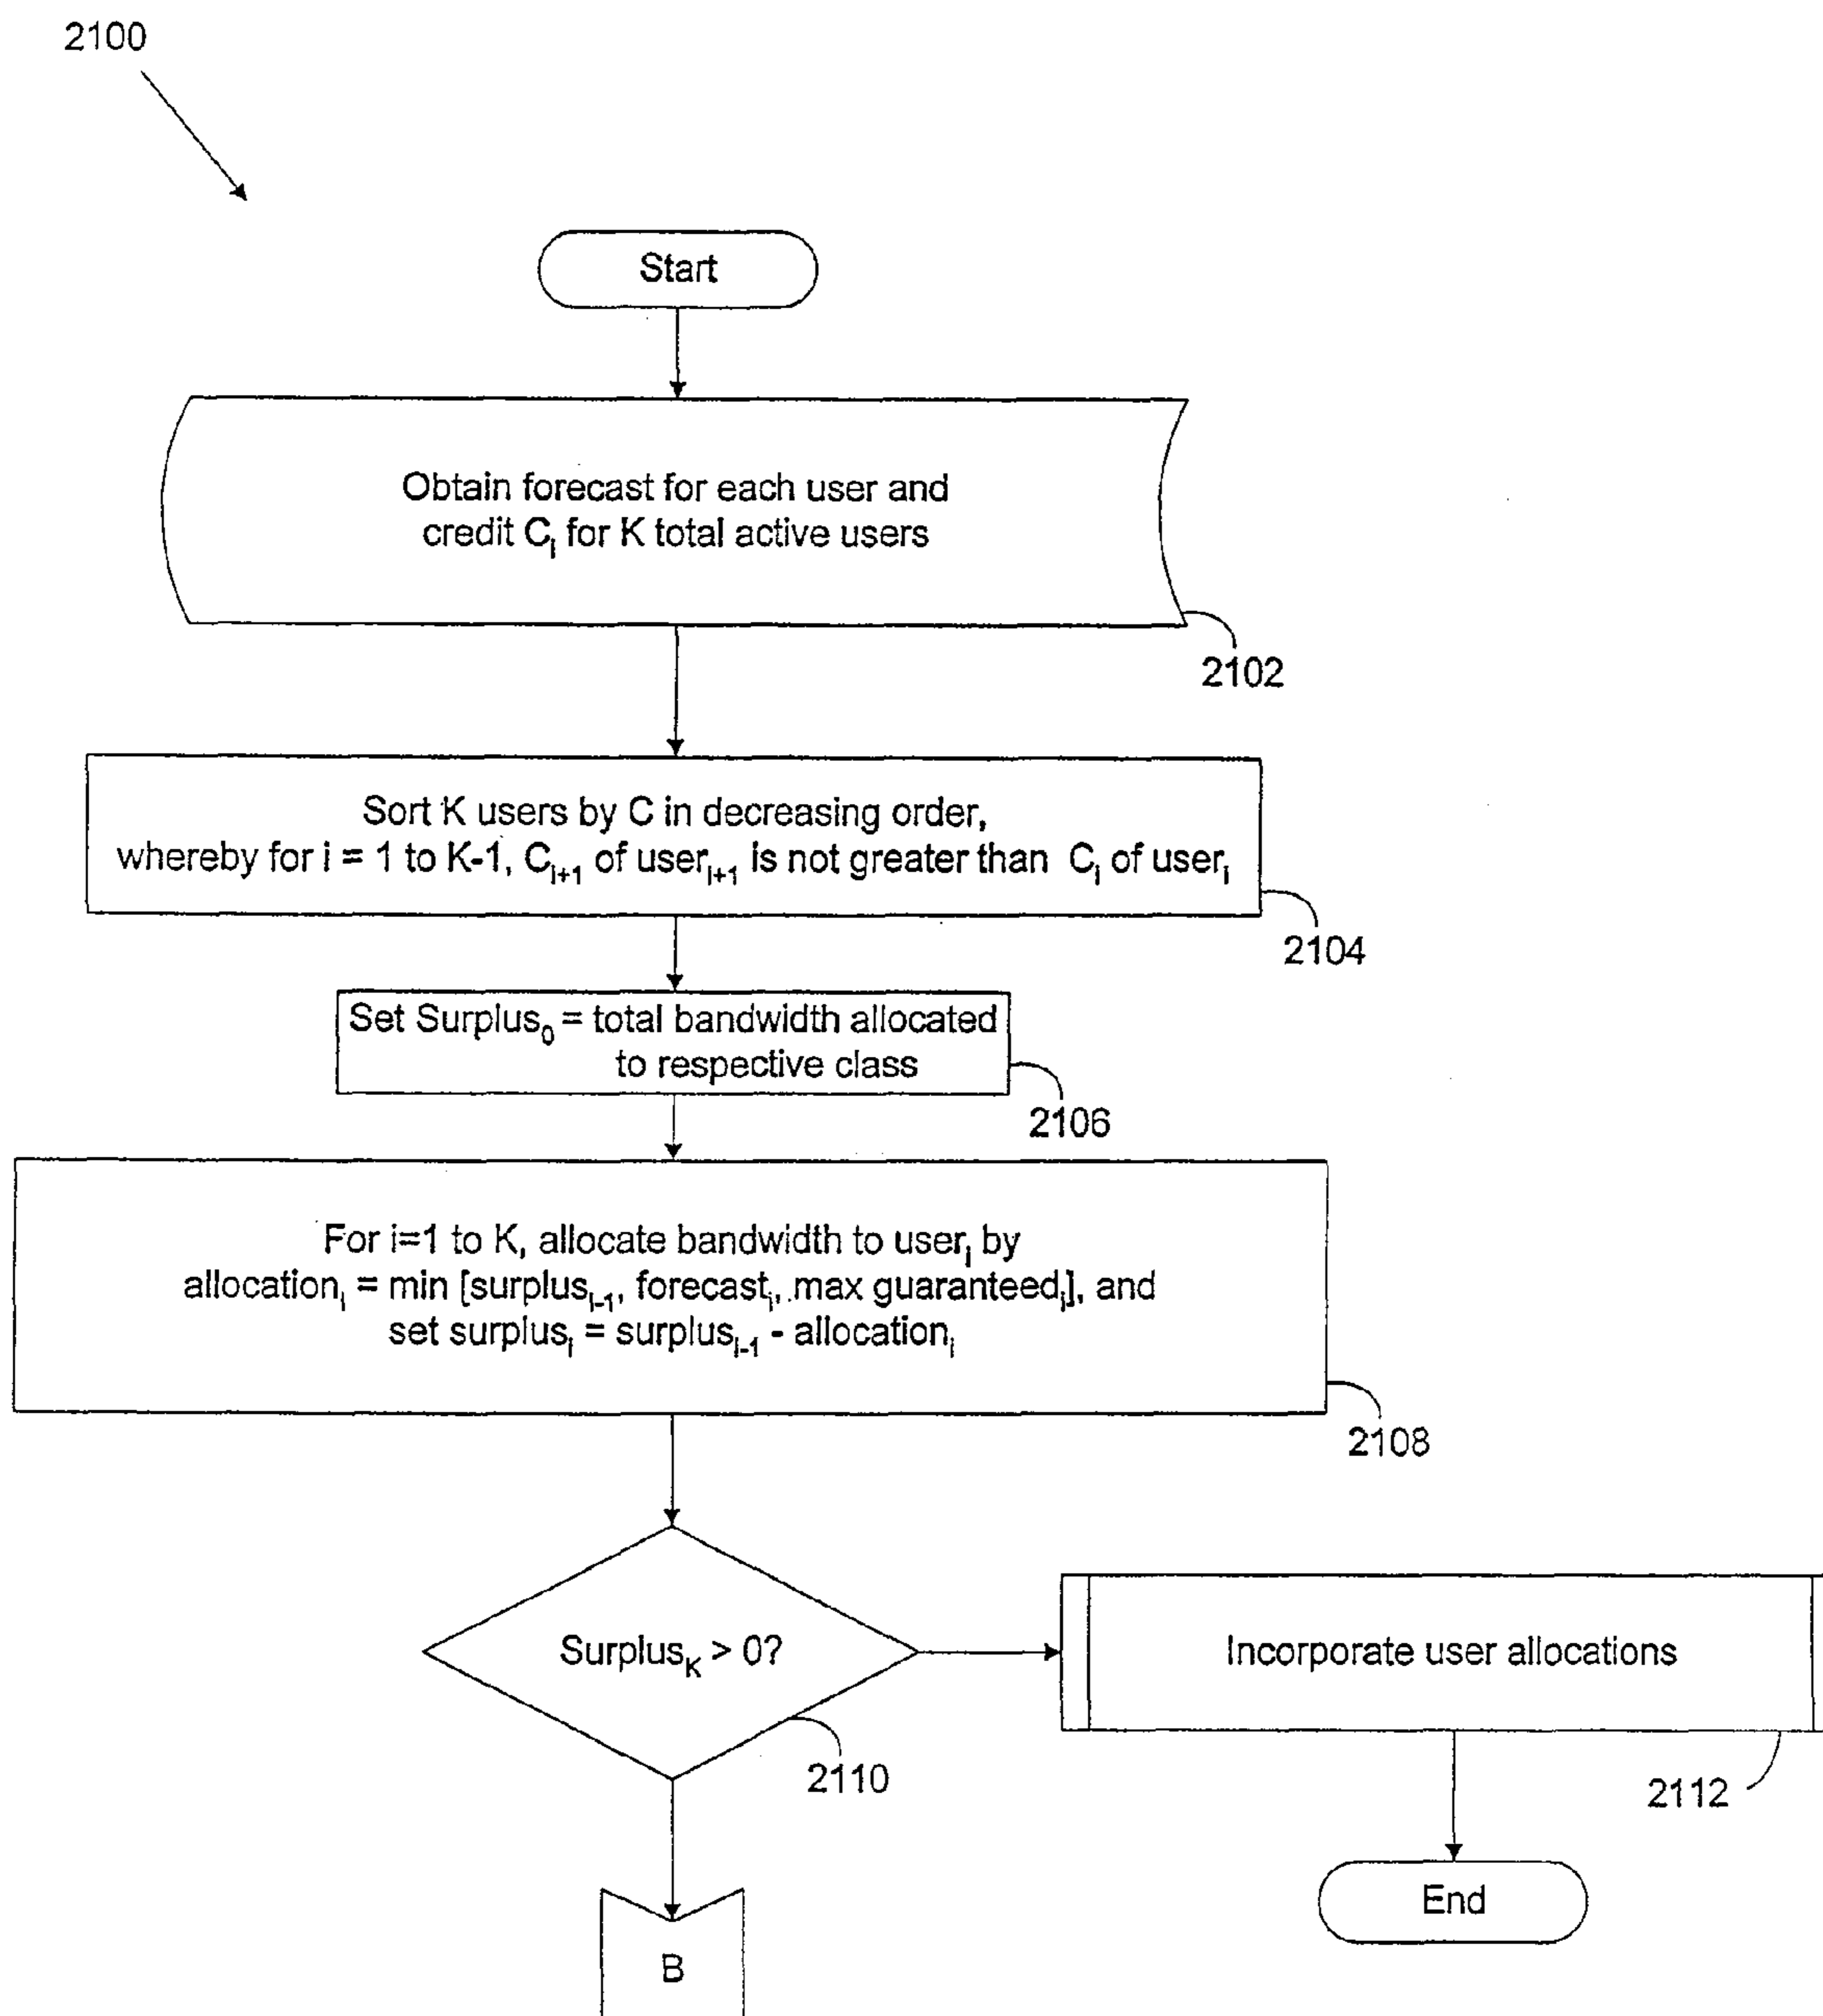 2100
Start
Obtain forecast for each user and
credit Cᵢ for K total active users
2102
Sort K users by C in decreasing order,
whereby for i = 1 to K-1, Cᵢ₊₁ of userᵢ₊₁ is not greater than Cᵢ of userᵢ
2104
Set Surplus₀ = total bandwidth allocated
to respective class
2106
For i=1 to K, allocate bandwidth to userᵢ by
allocationᵢ = min [surplusᵢ₋₁, forecastᵢ, max guaranteedᵢ], and
set surplusᵢ = surplusᵢ₋₁ - allocationᵢ
2108
Surplus_K > 0?
2110
Incorporate user allocations
2112
End
B